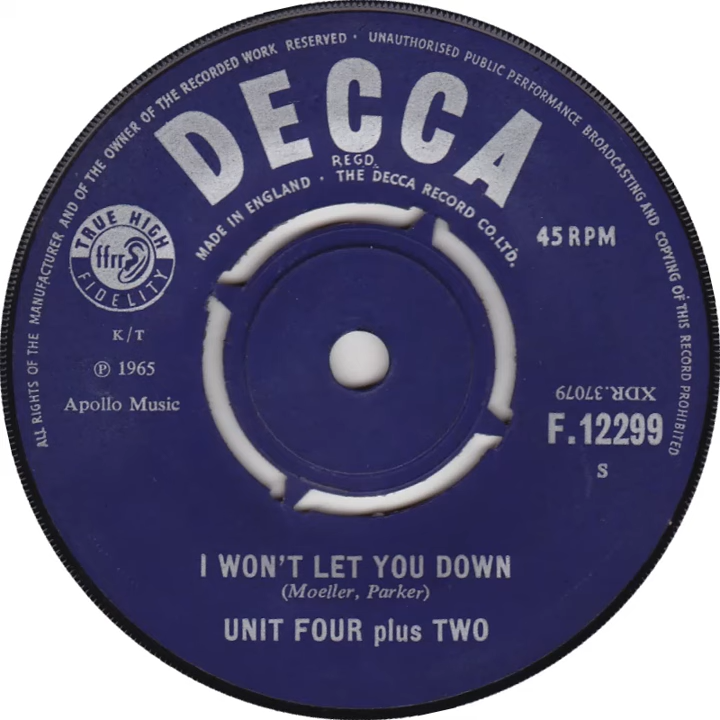 ALL RIGHTS OF THE MANUFACTURER AND OF THE OWNER OF THE RECORDED WORK RESERVED · UNAUTHORISED PUBLIC PERFORMANCE BROADCASTING AND COPYING OF THIS RECORD PROHIBITED
DECCA
REGD.
MADE IN ENGLAND · THE DECCA RECORD CO. LTD.
TRUE HIGH
ffrr
FIDELITY
45 RPM
K/T
℗ 1965
Apollo Music
XDR.37079
F.12299
S
I WON'T LET YOU DOWN
(Moeller, Parker)
UNIT FOUR plus TWO